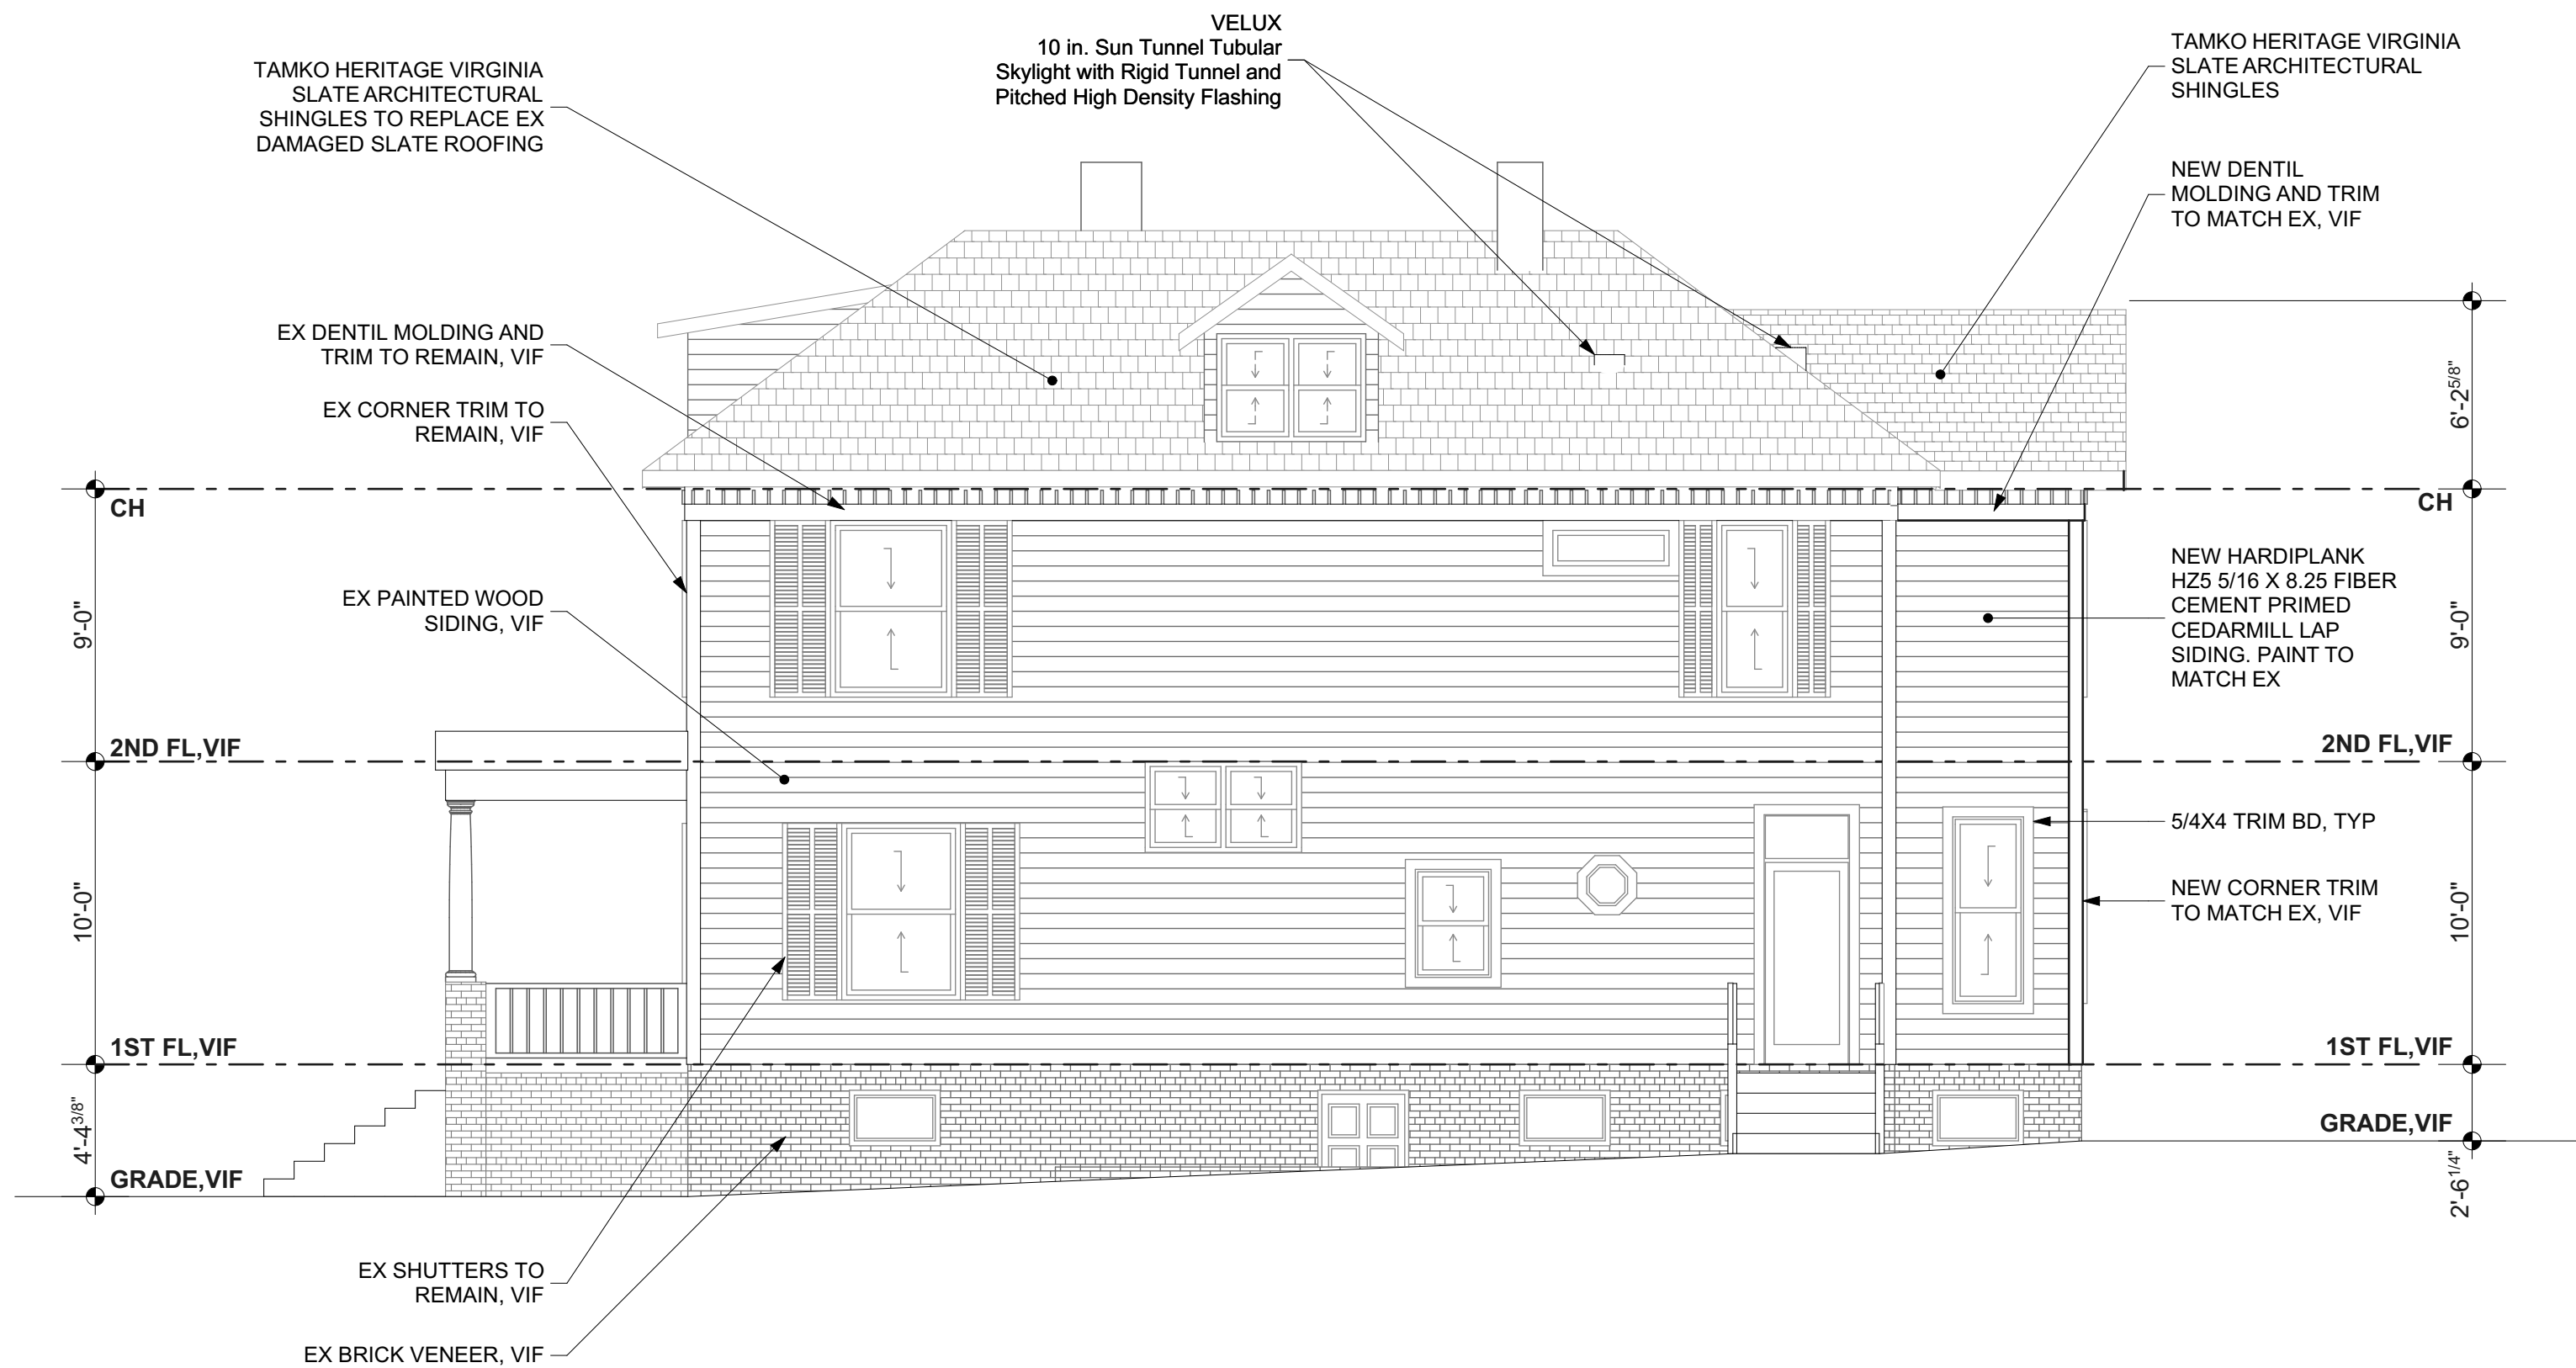 VELUX
10 in. Sun Tunnel Tubular
Skylight with Rigid Tunnel and
Pitched High Density Flashing
TAMKO HERITAGE VIRGINIA
SLATE ARCHITECTURAL
SHINGLES TO REPLACE EX
DAMAGED SLATE ROOFING
TAMKO HERITAGE VIRGINIA
SLATE ARCHITECTURAL
SHINGLES
NEW DENTIL
MOLDING AND TRIM
TO MATCH EX, VIF
EX DENTIL MOLDING AND
TRIM TO REMAIN, VIF
EX CORNER TRIM TO
REMAIN, VIF
6'-2 5/8"
CH
CH
NEW HARDIPLANK
HZ5 5/16 X 8.25 FIBER
CEMENT PRIMED
CEDARMILL LAP
SIDING. PAINT TO
MATCH EX
EX PAINTED WOOD
SIDING, VIF
9'-0"
9'-0"
2ND FL,VIF
2ND FL,VIF
5/4X4 TRIM BD, TYP
NEW CORNER TRIM
TO MATCH EX, VIF
10'-0"
10'-0"
1ST FL,VIF
1ST FL,VIF
4'-4 3/8"
GRADE,VIF
GRADE,VIF
2'-6 1/4"
EX SHUTTERS TO
REMAIN, VIF
EX BRICK VENEER, VIF